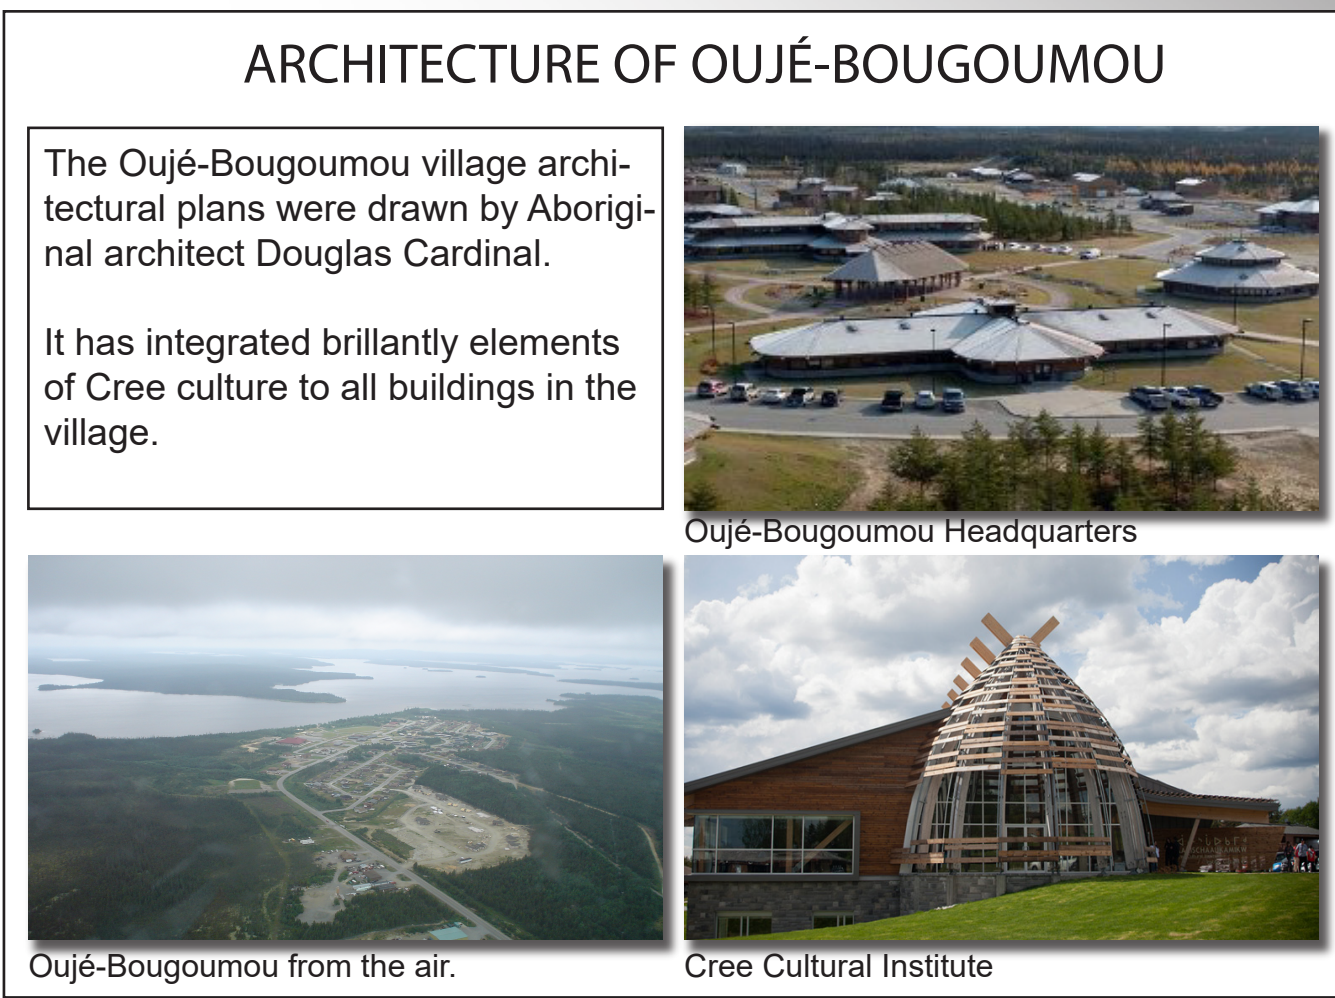 ARCHITECTURE OF OUJÉ-BOUGOUMOU
The Oujé-Bougoumou village archi-
tectural plans were drawn by Aborigi-
nal architect Douglas Cardinal.
It has integrated brillantly elements
of Cree culture to all buildings in the
village.
Oujé-Bougoumou Headquarters
Oujé-Bougoumou from the air.
Cree Cultural Institute